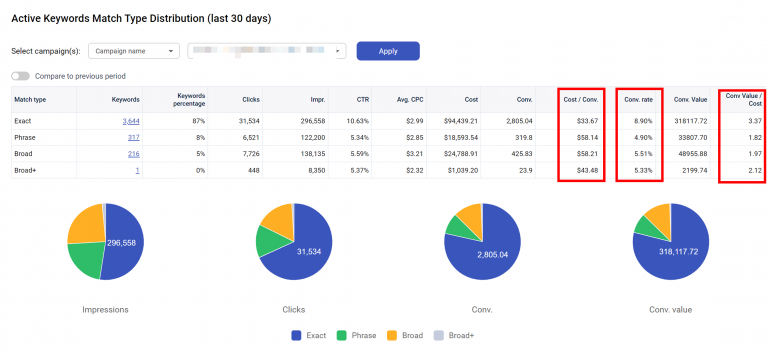 Active Keywords Match Type Distribution (last 30 days)
Select campaign(s): Campaign name Apply
Compare to previous period
Match type Keywords Keywords percentage Clicks Impr. CTR Avg. CPC Cost Conv. Cost / Conv. Conv. rate Conv. Value Conv Value / Cost
Exact 3,644 87% 31,534 296,558 10.63% $2.99 $94,439.21 2,805.04 $33.67 8.90% 318117.72 3.37
Phrase 317 8% 6,521 122,200 5.34% $2.85 $18,593.54 319.8 $58.14 4.90% 33807.70 1.82
Broad 216 5% 7,726 138,135 5.59% $3.21 $24,788.91 425.83 $58.21 5.51% 48955.88 1.97
Broad+ 1 0% 448 8,350 5.37% $2.32 $1,039.20 23.9 $43.48 5.33% 2199.74 2.12
296,558 31,534 2,805.04 318,117.72
Impressions Clicks Conv. Conv. value
Exact Phrase Broad Broad+